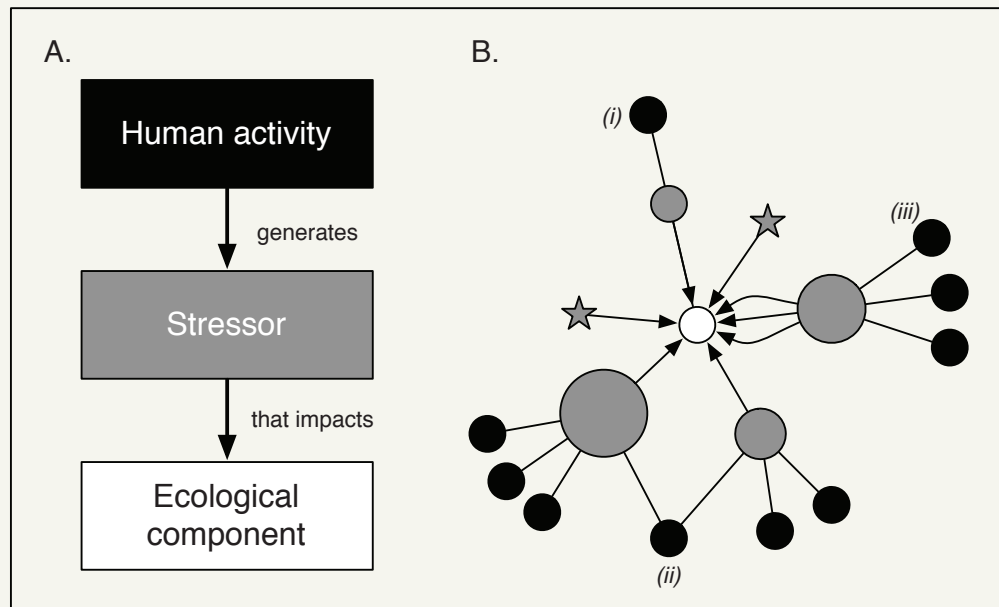 A.
Human activity
generates
Stressor
that impacts
Ecological
component
B.
(i)
(iii)
(ii)